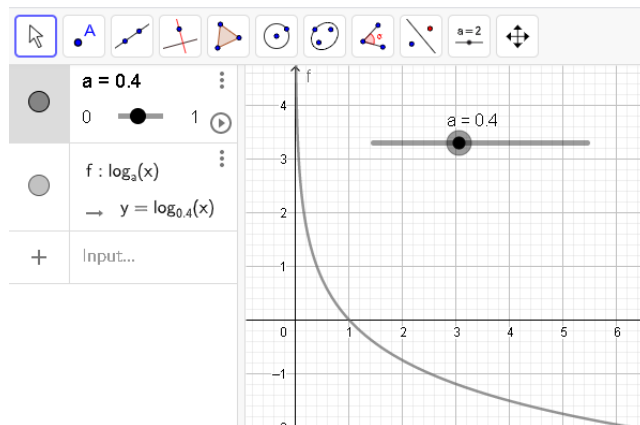 A
α
a=2
a = 0.4
0
1
f : logₐ(x)
→ y = log₀.₄(x)
+ Input...
f
a = 0.4
4
3
2
1
0 1 2 3 4 5 6
−1